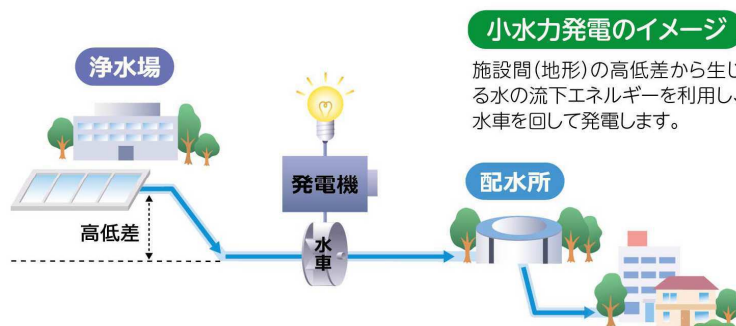 小水力発電のイメージ
施設間(地形)の高低差から生じ
る水の流下エネルギーを利用し、
水車を回して発電します。
浄水場
発電機
配水所
高低差
水車